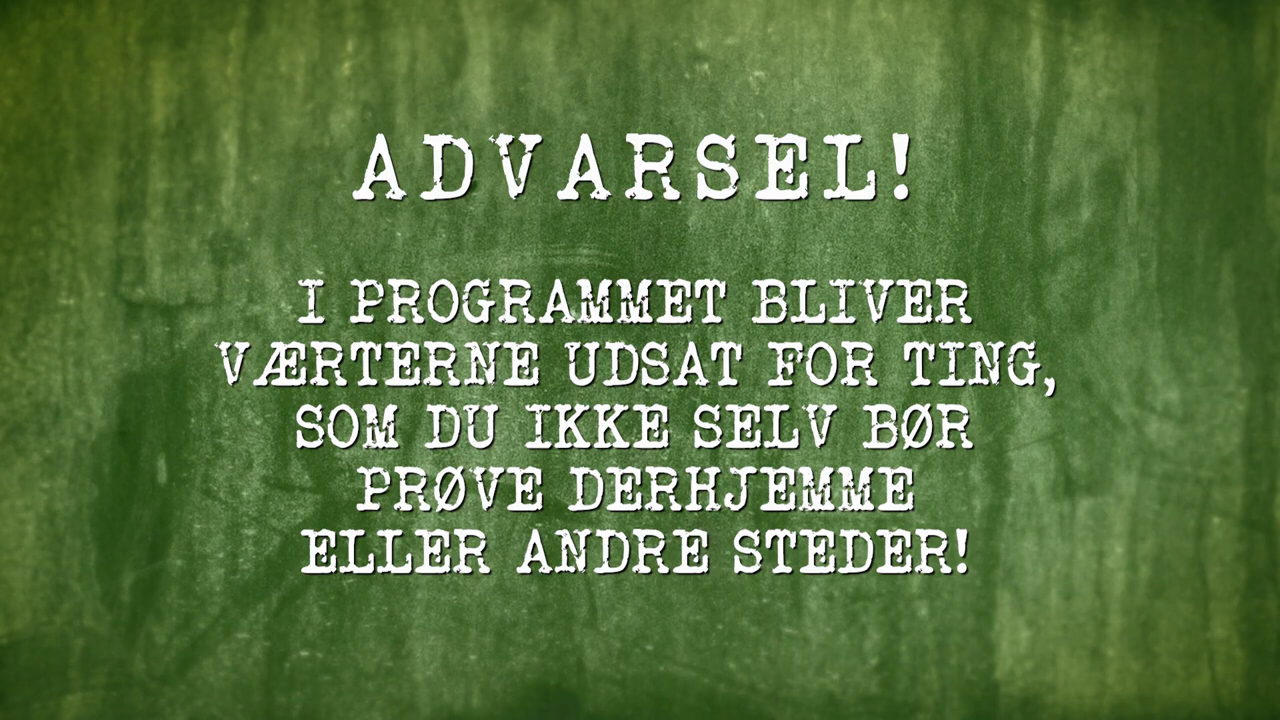 ADVARSEL!
I PROGRAMMET BLIVER
VÆRTERNE UDSAT FOR TING,
SOM DU IKKE SELV BØR
PRØVE DERHJEMME
ELLER ANDRE STEDER!